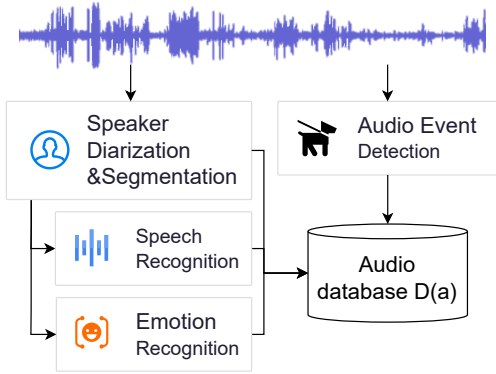 Speaker
Diarization
&Segmentation
Audio Event
Detection
Speech
Recognition
Emotion
Recognition
Audio
database D(a)